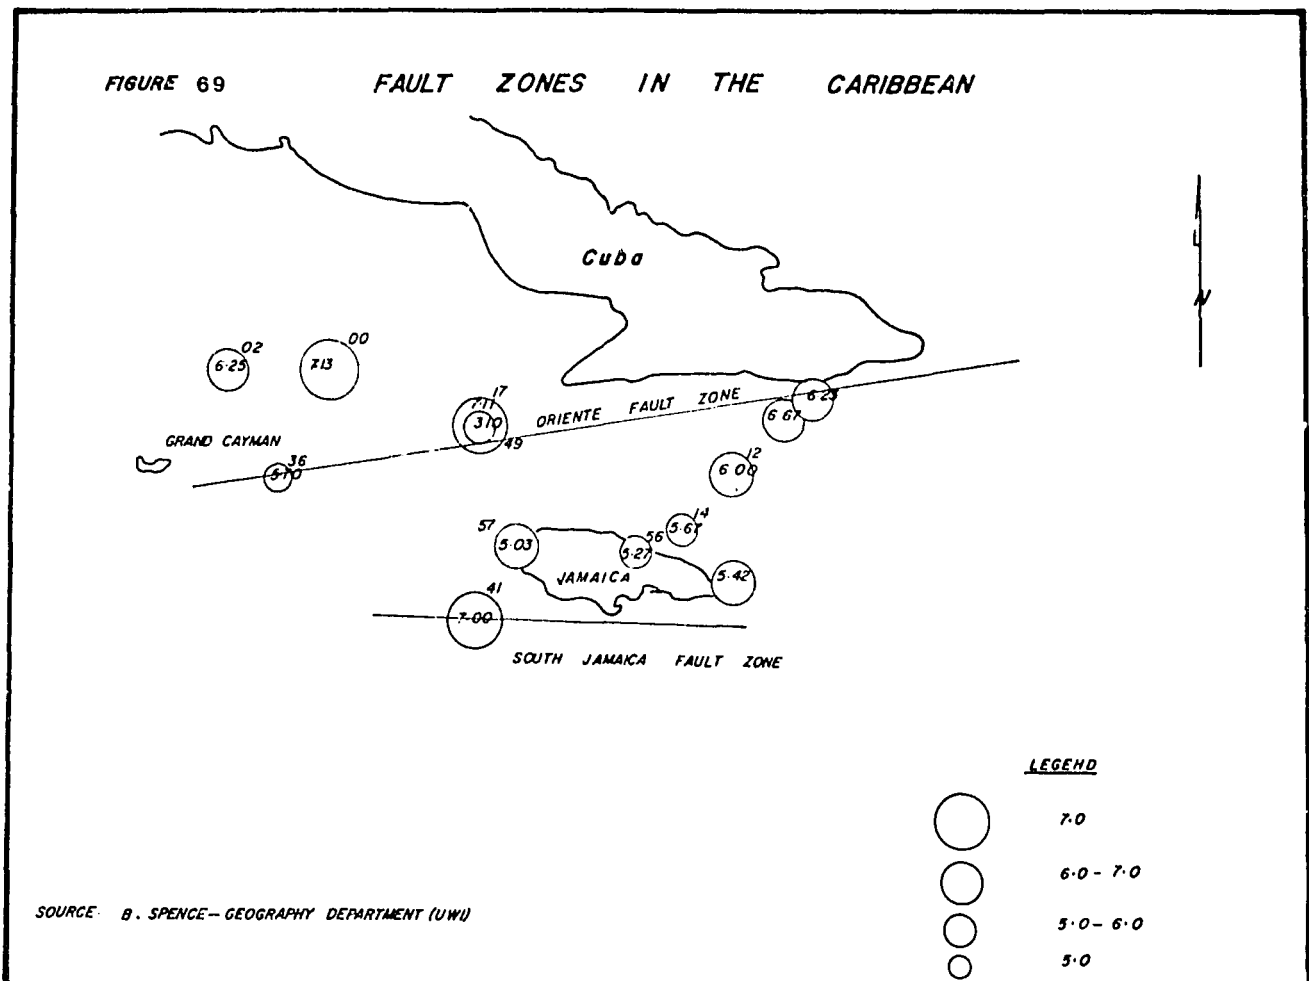 FIGURE 69 FAULT ZONES IN THE CARIBBEAN
Cuba
N
02
00
6.25
7.13
17
7.11
3.10
49
ORIENTE FAULT ZONE
6.23
6.67
GRAND CAYMAN
36
12
6.00
14
5.67
57
5.03
56
5.27
JAMAICA
5.42
41
7.00
SOUTH JAMAICA FAULT ZONE
LEGEND
7.0
6.0 - 7.0
5.0 - 6.0
5.0
SOURCE B. SPENCE - GEOGRAPHY DEPARTMENT (UWI)